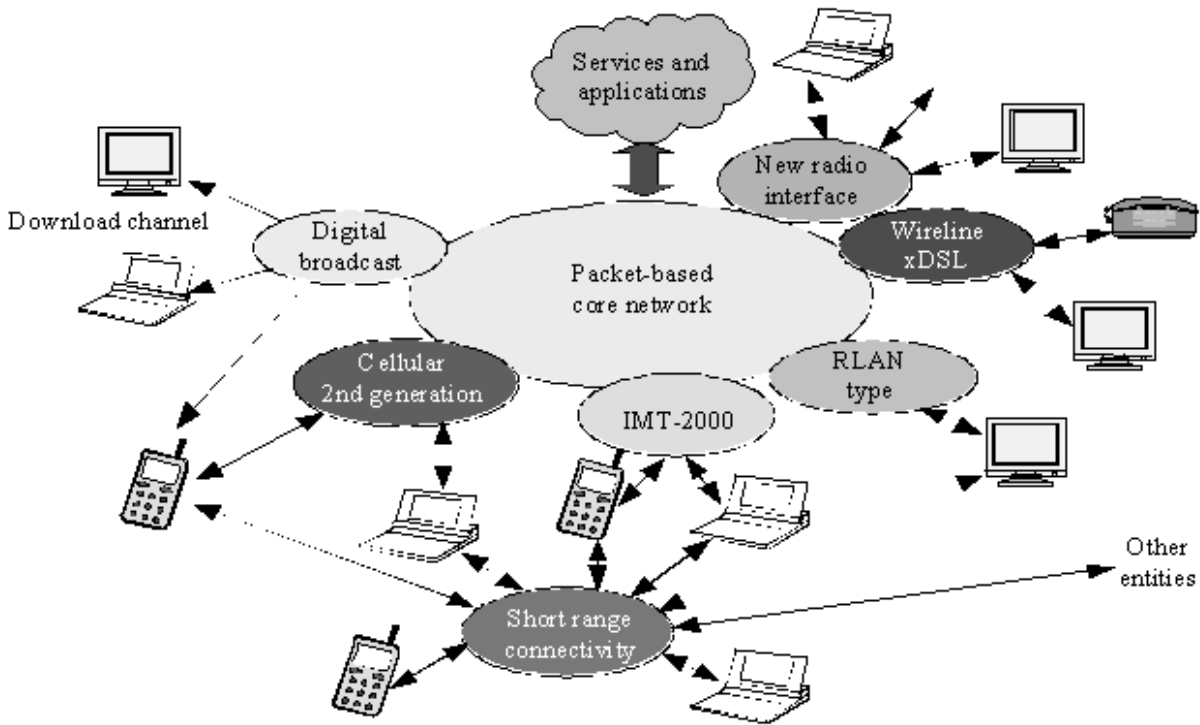 Services and
applications
New radio
interface
Download channel
Digital
broadcast
Wireline
xDSL
Packet-based
core network
Cellular
2nd generation
RLAN
type
IMT-2000
Other
entities
Short range
connectivity